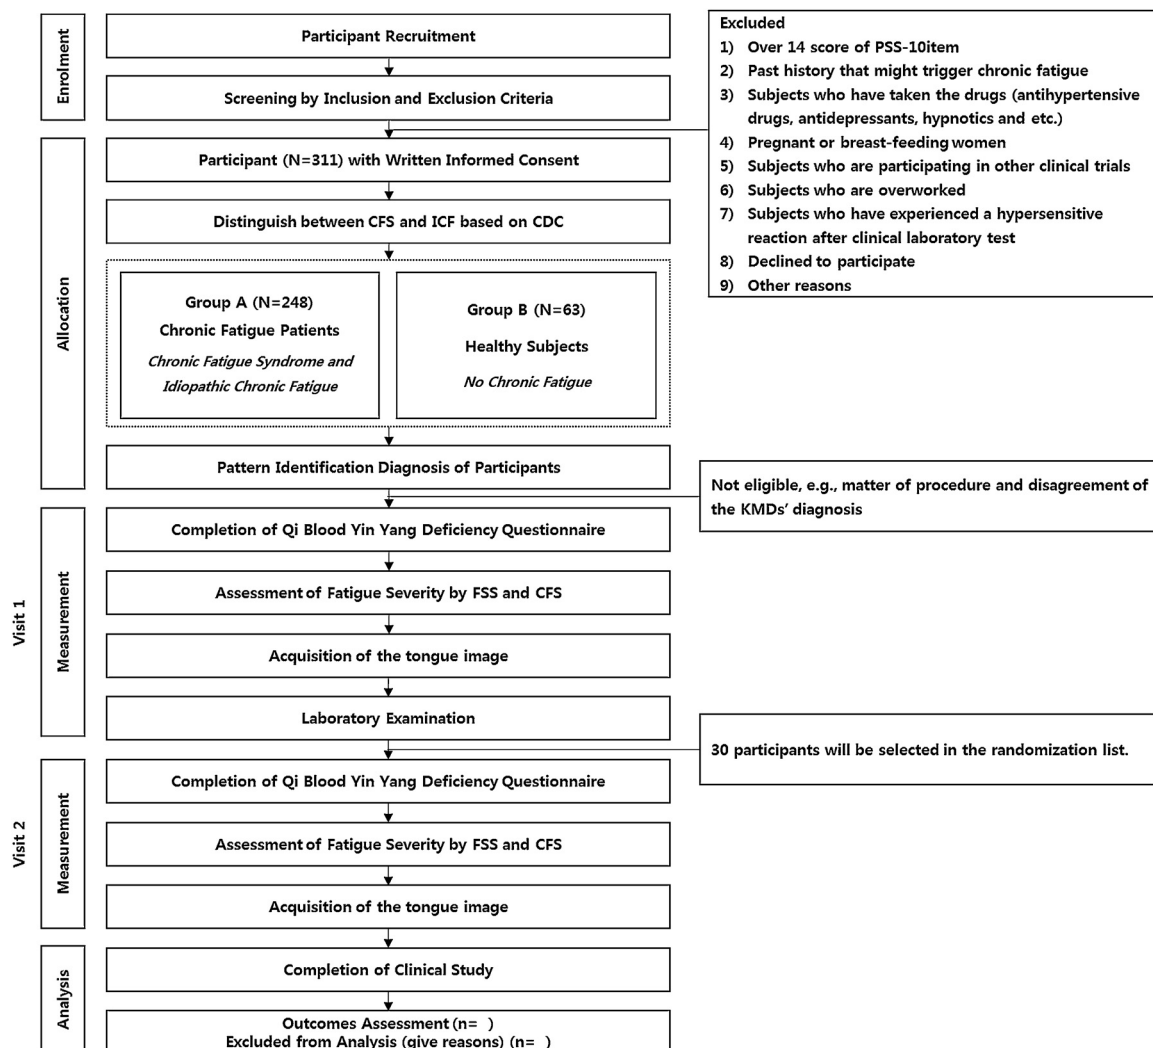 Enrolment
Participant Recruitment
Screening by Inclusion and Exclusion Criteria
Excluded
1) Over 14 score of PSS-10item
2) Past history that might trigger chronic fatigue
3) Subjects who have taken the drugs (antihypertensive
drugs, antidepressants, hypnotics and etc.)
4) Pregnant or breast-feeding women
5) Subjects who are participating in other clinical trials
6) Subjects who are overworked
7) Subjects who have experienced a hypersensitive
reaction after clinical laboratory test
8) Declined to participate
9) Other reasons
Allocation
Participant (N=311) with Written Informed Consent
Distinguish between CFS and ICF based on CDC
Group A (N=248)
Chronic Fatigue Patients
Chronic Fatigue Syndrome and
Idiopathic Chronic Fatigue
Group B (N=63)
Healthy Subjects
No Chronic Fatigue
Pattern Identification Diagnosis of Participants
Not eligible, e.g., matter of procedure and disagreement of
the KMDs' diagnosis
Visit 1
Measurement
Completion of Qi Blood Yin Yang Deficiency Questionnaire
Assessment of Fatigue Severity by FSS and CFS
Acquisition of the tongue image
Laboratory Examination
30 participants will be selected in the randomization list.
Visit 2
Measurement
Completion of Qi Blood Yin Yang Deficiency Questionnaire
Assessment of Fatigue Severity by FSS and CFS
Acquisition of the tongue image
Analysis
Completion of Clinical Study
Outcomes Assessment (n= )
Excluded from Analysis (give reasons) (n= )